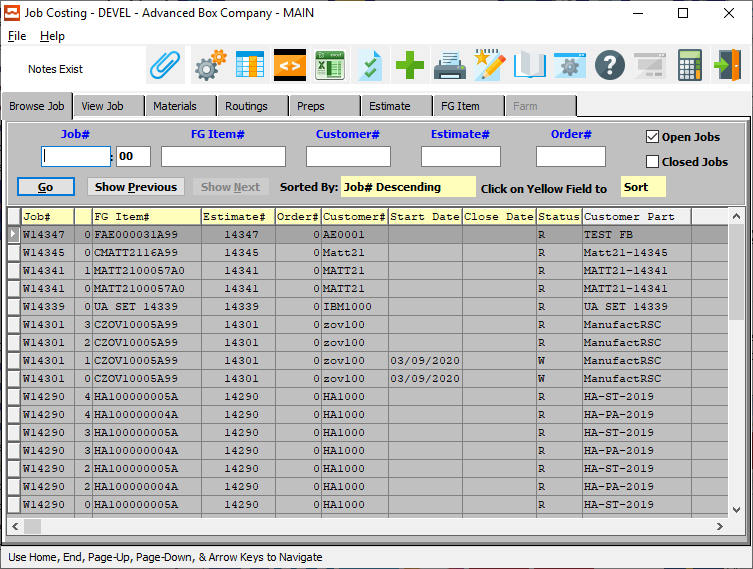 Job Costing - DEVEL - Advanced Box Company - MAIN
File Help
Notes Exist
Browse Job View Job Materials Routings Preps Estimate FG Item Farm
Job# FG Item# Customer# Estimate# Order# Open Jobs
: 00 Closed Jobs
Go Show Previous Show Next Sorted By: Job# Descending Click on Yellow Field to Sort
Job# FG Item# Estimate# Order# Customer# Start Date Close Date Status Customer Part
W14347 0 FAE000031A99 14347 0 AE0001 R TEST FB
W14345 0 CMATT2116A99 14345 0 Matt21 R Matt21-14345
W14341 1 MATT2100057A0 14341 0 MATT21 R MATT21-14341
W14341 0 MATT2100057A0 14341 0 MATT21 R MATT21-14341
W14339 0 UA SET 14339 14339 0 IBM1000 R UA SET 14339
W14301 3 CZOV10005A99 14301 0 zov100 R ManufactRSC
W14301 2 CZOV10005A99 14301 0 zov100 R ManufactRSC
W14301 1 CZOV10005A99 14301 0 zov100 03/09/2020 W ManufactRSC
W14301 0 CZOV10005A99 14301 0 zov100 03/09/2020 W ManufactRSC
W14290 4 HA100000005A 14290 0 HA1000 R HA-ST-2019
W14290 4 HA100000004A 14290 0 HA1000 R HA-PA-2019
W14290 3 HA100000005A 14290 0 HA1000 R HA-ST-2019
W14290 3 HA100000004A 14290 0 HA1000 R HA-PA-2019
W14290 2 HA100000005A 14290 0 HA1000 R HA-ST-2019
W14290 2 HA100000004A 14290 0 HA1000 R HA-PA-2019
W14290 0 HA100000005A 14290 0 HA1000 R HA-ST-2019
Use Home, End, Page-Up, Page-Down, & Arrow Keys to Navigate